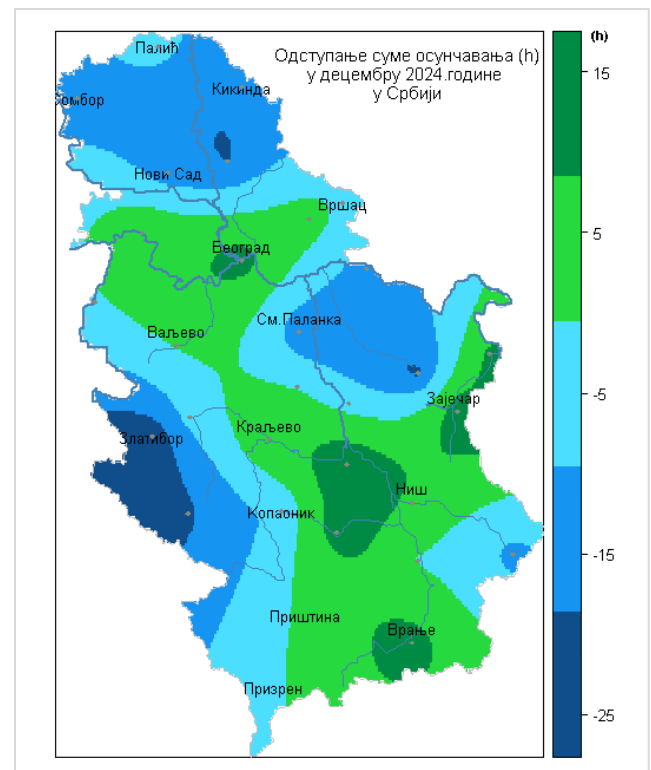 Одступање суме осунчавања (h)
у децембру 2024.године
у Србији
(h)
15
5
-5
-15
-25
Палић
Кикинда
Сомбор
Нови Сад
Вршац
Београд
См.Паланка
Ваљево
Зајечар
Краљево
Златибор
Ниш
Копаоник
Приштина
Врање
Призрен